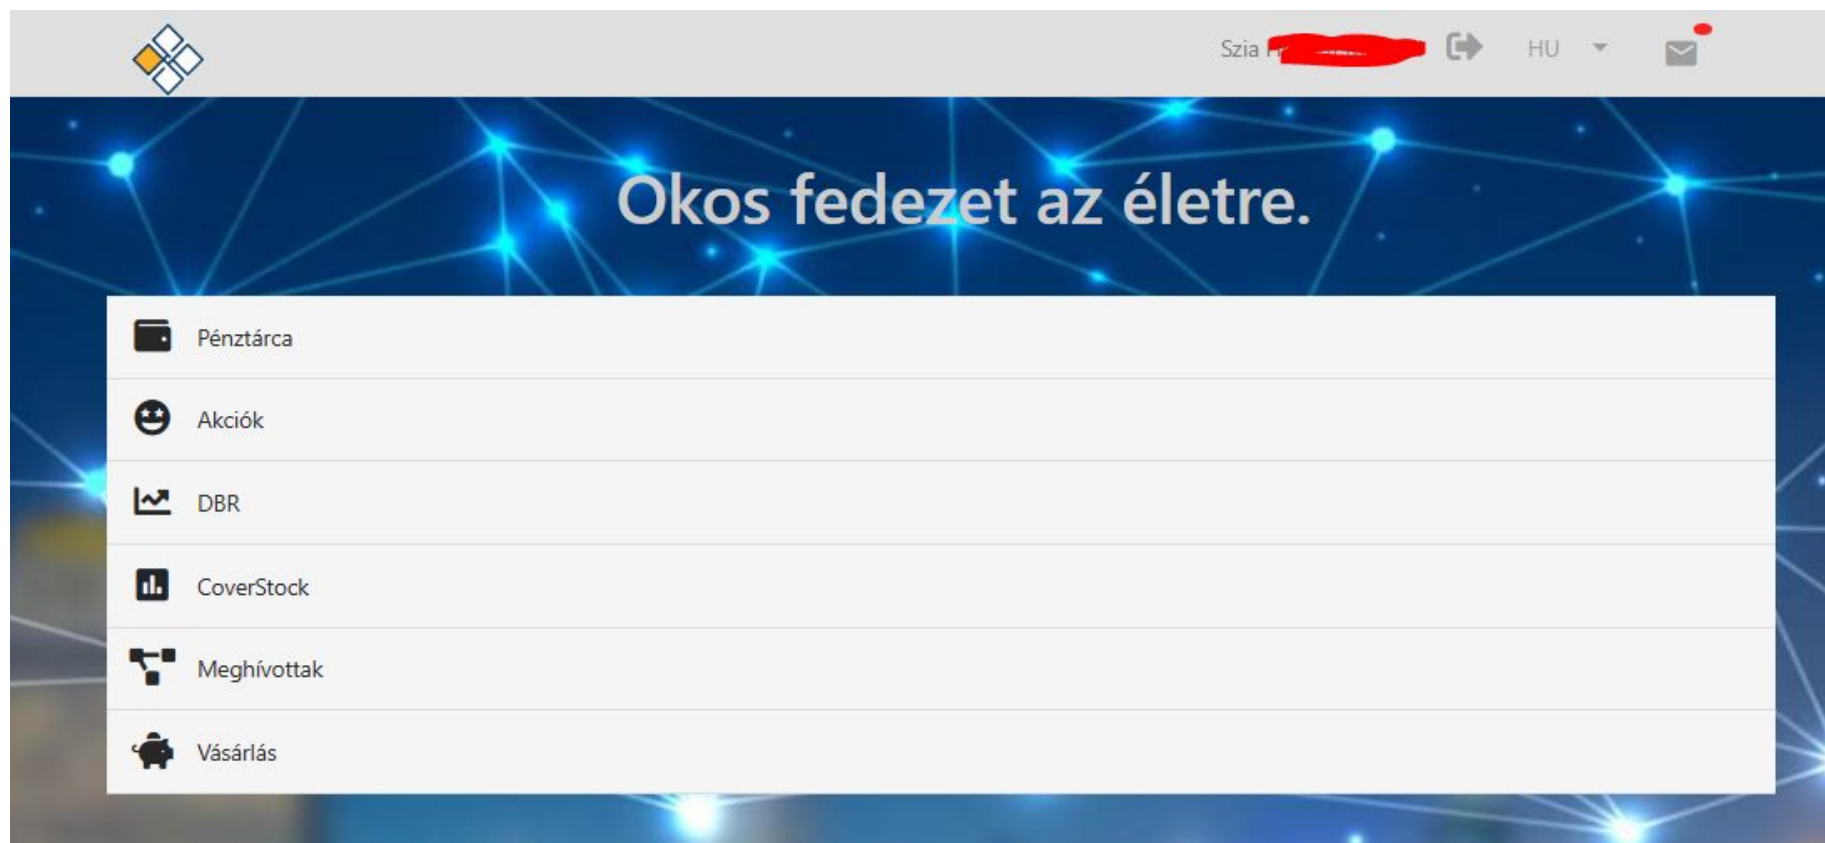 Szia
HU
Okos fedezet az életre.
Pénztárca
Akciók
DBR
CoverStock
Meghívottak
Vásárlás